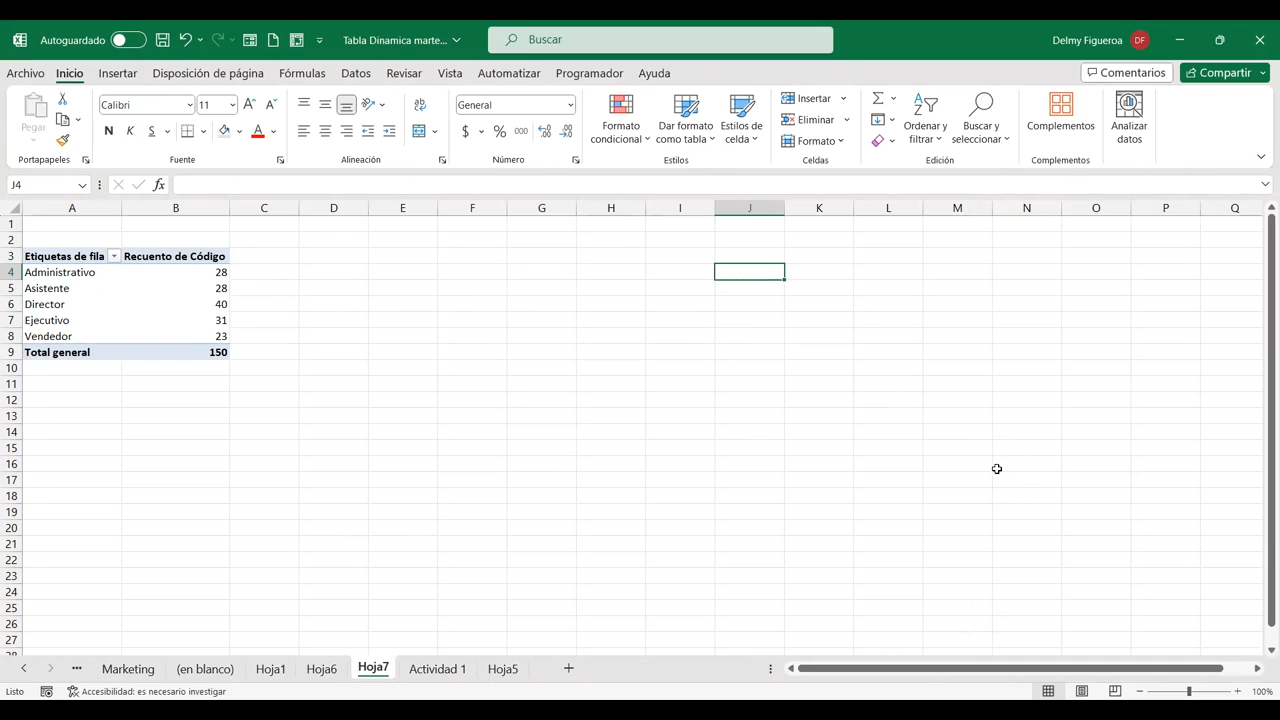 Autoguardado
Tabla Dinamica marte...
Buscar
Delmy Figueroa
DF
Archivo Inicio Insertar Disposición de página Fórmulas Datos Revisar Vista Automatizar Programador Ayuda
Comentarios
Compartir
Pegar
Portapapeles
Calibri 11
N K S
Fuente
Alineación
General
$ % 000
Número
Formato condicional
Dar formato como tabla
Estilos de celda
Estilos
Insertar
Eliminar
Formato
Celdas
Ordenar y filtrar
Buscar y seleccionar
Edición
Complementos
Complementos
Analizar datos
J4
fx
A B C D E F G H I J K L M N O P Q
1
2
3 Etiquetas de fila Recuento de Código
4 Administrativo 28
5 Asistente 28
6 Director 40
7 Ejecutivo 31
8 Vendedor 23
9 Total general 150
10
11
12
13
14
15
16
17
18
19
20
21
22
23
24
25
26
27
Marketing (en blanco) Hoja1 Hoja6 Hoja7 Actividad 1 Hoja5
Listo
Accesibilidad: es necesario investigar
100%